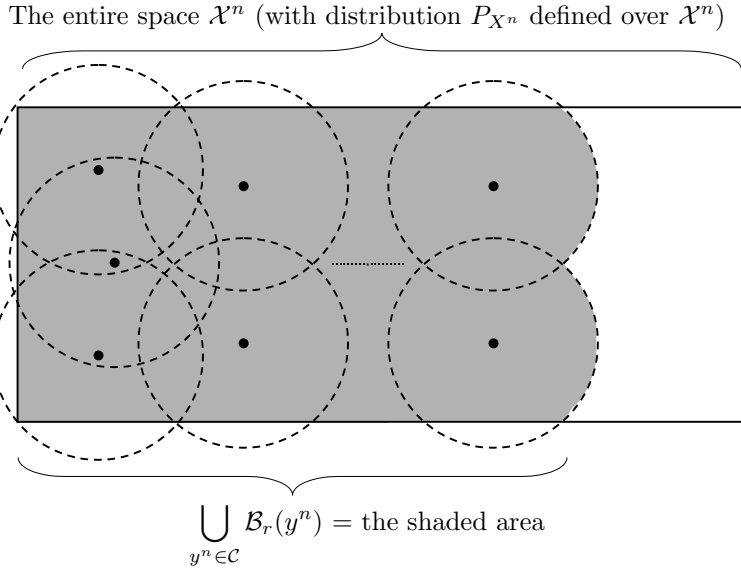 The entire space 𝒳ⁿ (with distribution P_{Xⁿ} defined over 𝒳ⁿ)
⋃_{yⁿ∈𝒞} ℬ_r(yⁿ) = the shaded area